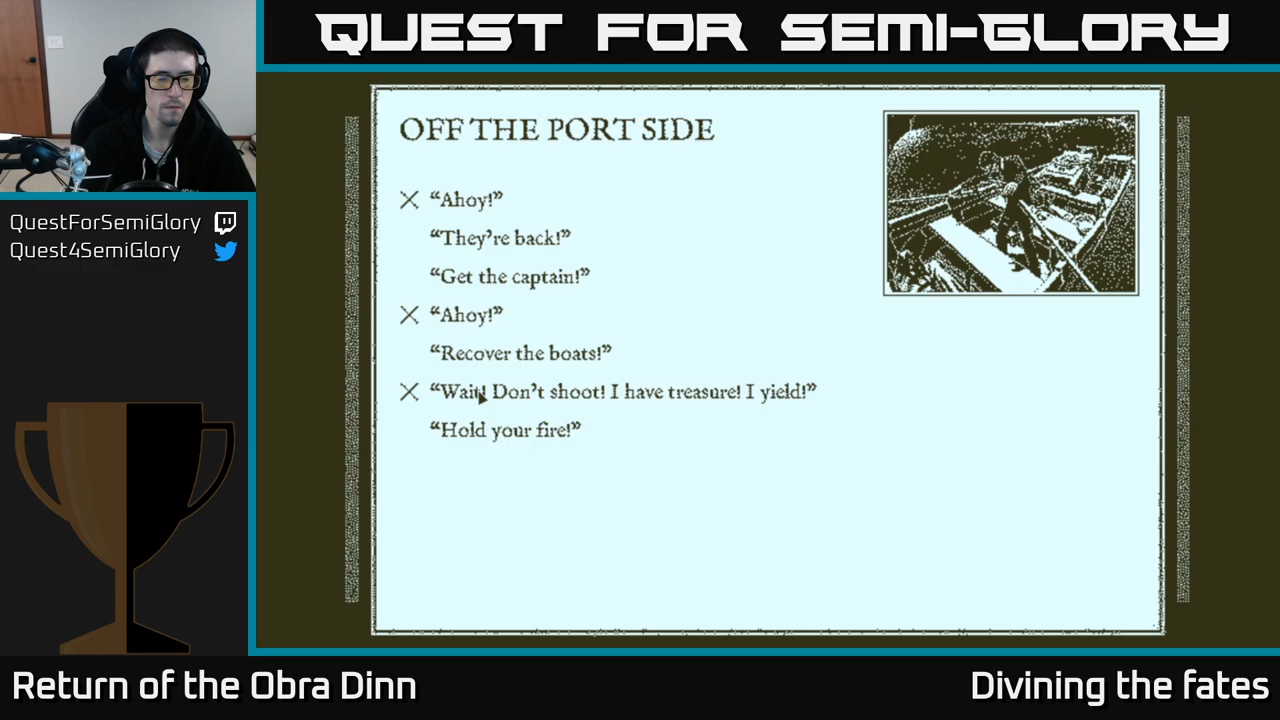 QUEST FOR SEMI-GLORY
QuestForSemiGlory
Quest4SemiGlory
OFF THE PORT SIDE
“Ahoy!”
“They’re back!”
“Get the captain!”
“Ahoy!”
“Recover the boats!”
“Wait! Don’t shoot! I have treasure! I yield!”
“Hold your fire!”
Return of the Obra Dinn
Divining the fates